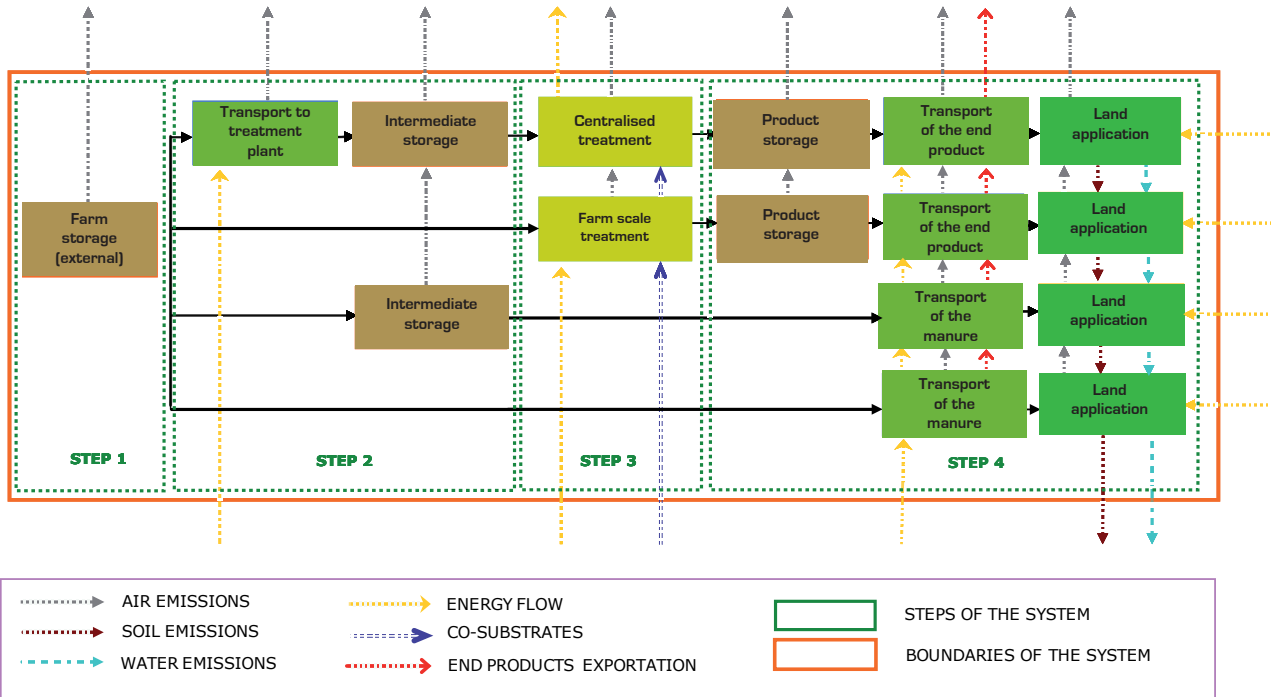 Transport to
treatment
plant
Intermediate
storage
Centralised
treatment
Product
storage
Transport
of the end
product
Land
application
Farm
storage
(external)
Farm scale
treatment
Product
storage
Transport
of the end
product
Land
application
Intermediate
storage
Transport
of the
manure
Land
application
Transport
of the
manure
Land
application
STEP 1
STEP 2
STEP 3
STEP 4
AIR EMISSIONS
SOIL EMISSIONS
WATER EMISSIONS
ENERGY FLOW
CO-SUBSTRATES
END PRODUCTS EXPORTATION
STEPS OF THE SYSTEM
BOUNDARIES OF THE SYSTEM